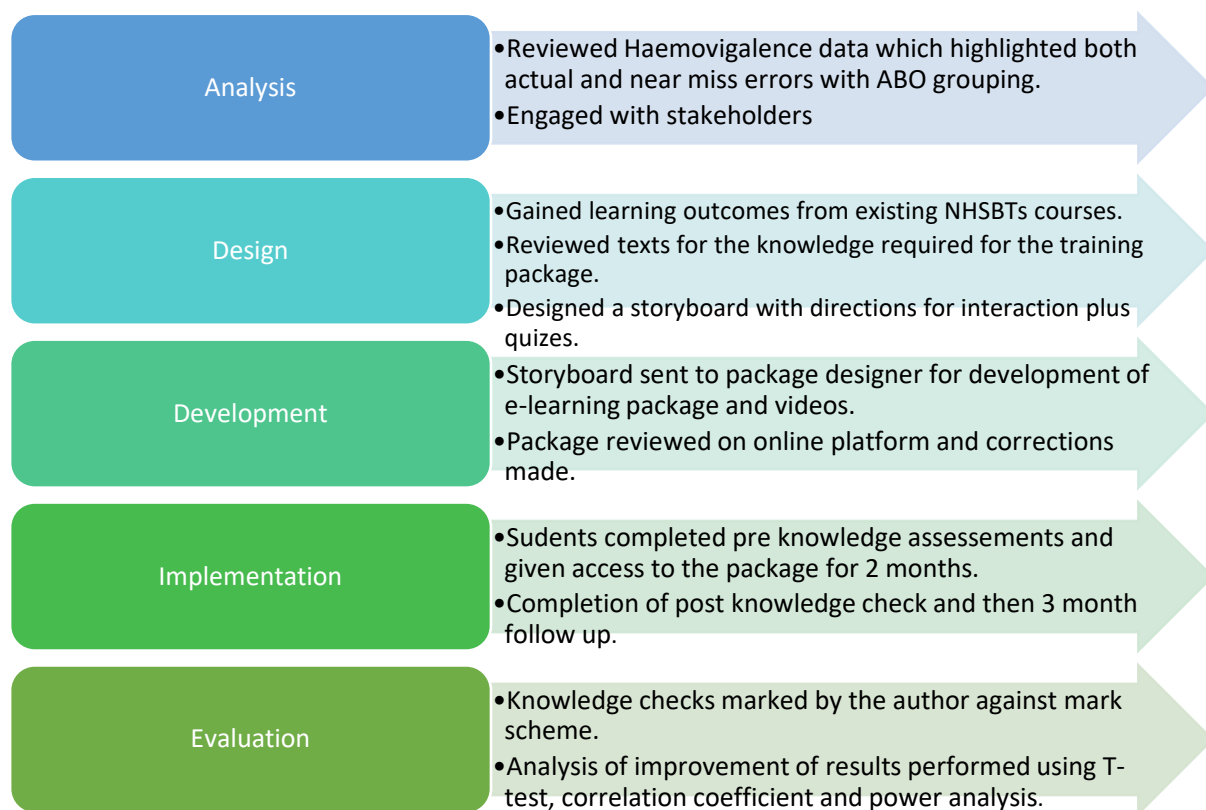 Analysis
•Reviewed Haemovigalence data which highlighted both
actual and near miss errors with ABO grouping.
•Engaged with stakeholders
Design
•Gained learning outcomes from existing NHSBTs courses.
•Reviewed texts for the knowledge required for the training
package.
•Designed a storyboard with directions for interaction plus
quizes.
Development
•Storyboard sent to package designer for development of
e-learning package and videos.
•Package reviewed on online platform and corrections
made.
Implementation
•Sudents completed pre knowledge assessements and
given access to the package for 2 months.
•Completion of post knowledge check and then 3 month
follow up.
Evaluation
•Knowledge checks marked by the author against mark
scheme.
•Analysis of improvement of results performed using T-
test, correlation coefficient and power analysis.